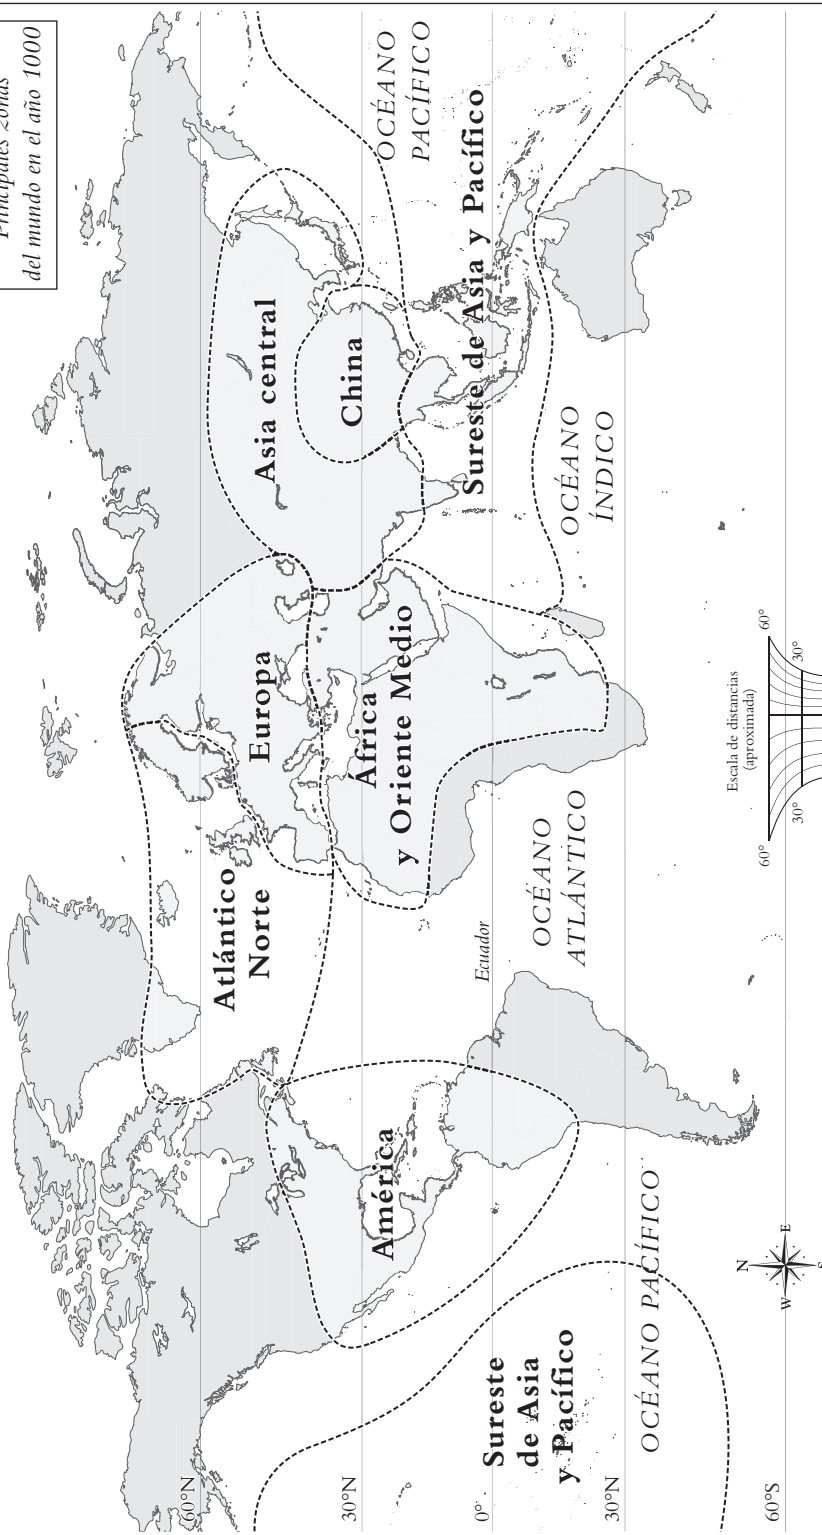 Principales zonas
del mundo en el año 1000
60°N
30°N
0°
30°N
60°S
OCÉANO
PACÍFICO
Asia central
China
Sureste de Asia y Pacífico
OCÉANO
ÍNDICO
Europa
África
y Oriente Medio
Atlántico
Norte
Ecuador
OCÉANO
ATLÁNTICO
América
OCÉANO PACÍFICO
Sureste
de Asia
y Pacífico
N
W
E
S
Escala de distancias
(aproximada)
60°
60°
30°
30°